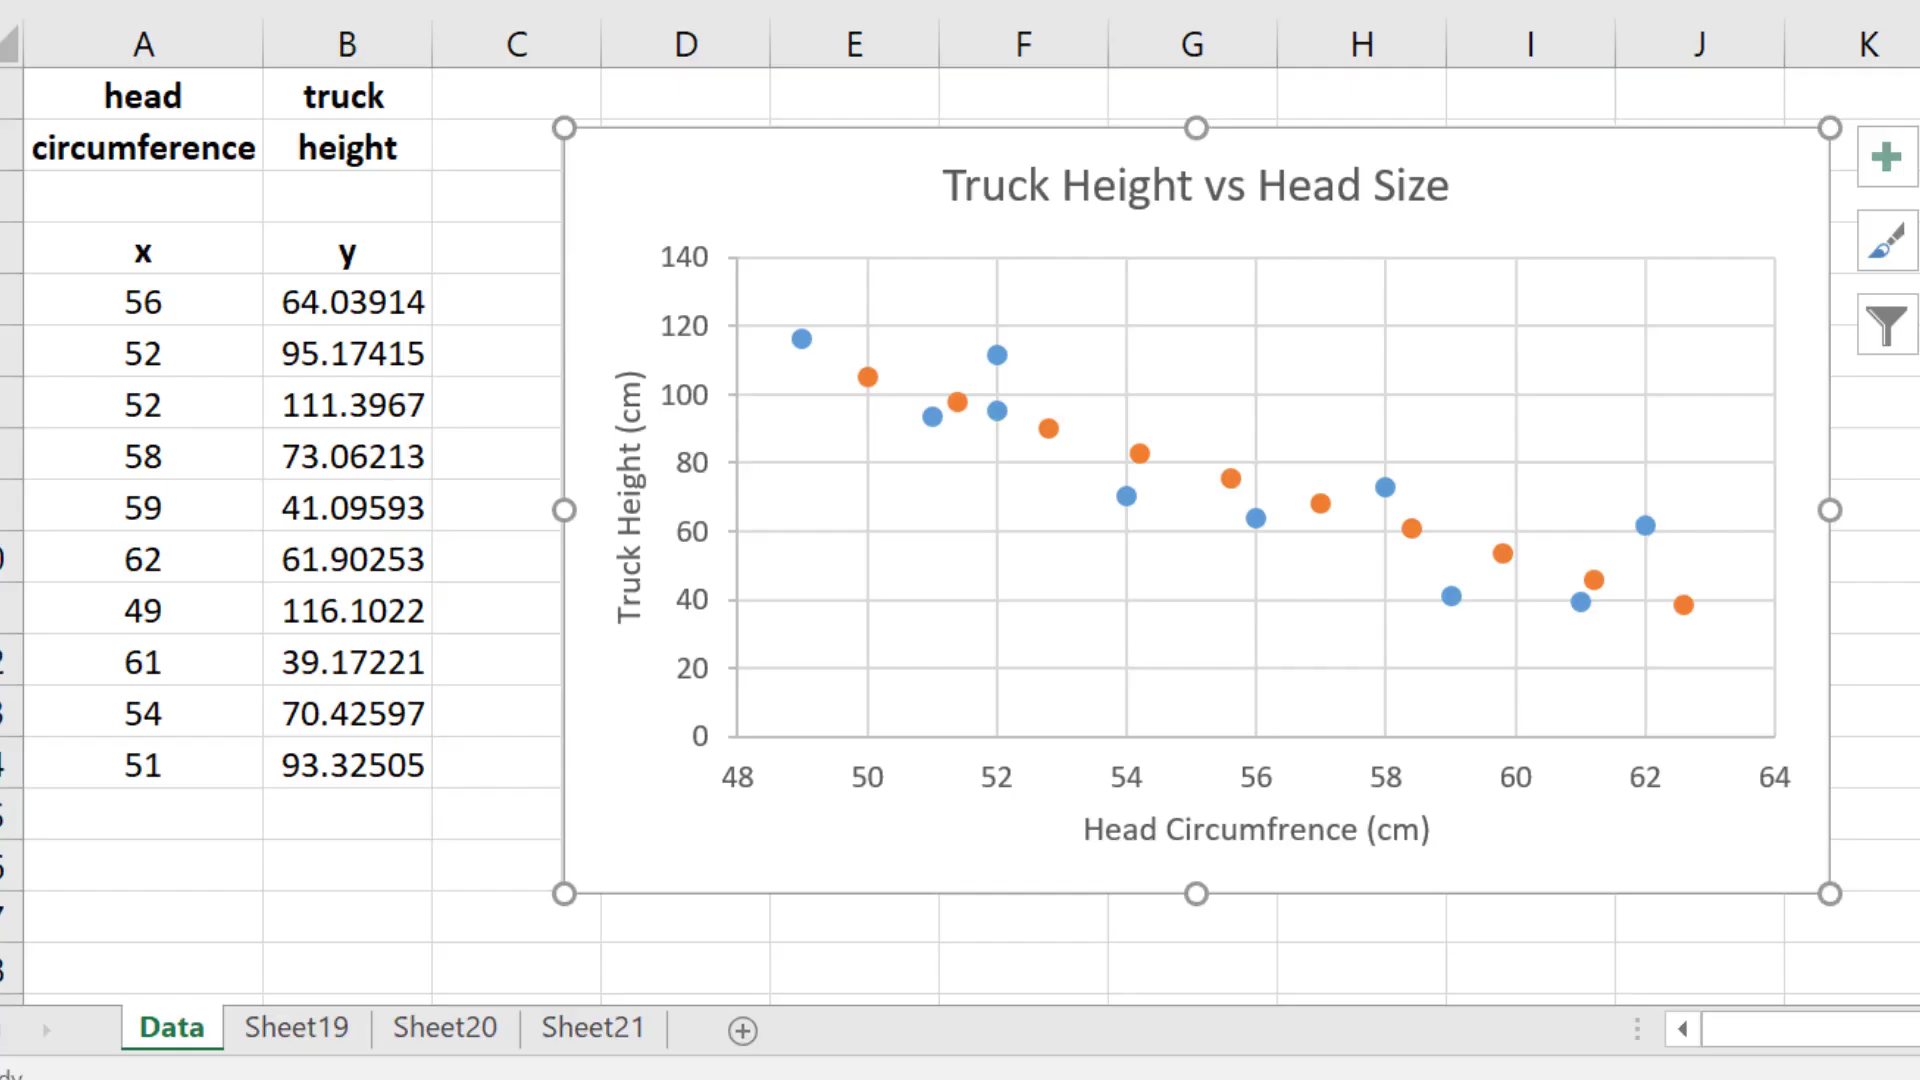 A B C D E F G H I J K
head truck
circumference height
x y
56 64.03914
52 95.17415
52 111.3967
58 73.06213
59 41.09593
62 61.90253
49 116.1022
61 39.17221
54 70.42597
51 93.32505
Truck Height vs Head Size
Truck Height (cm)
140
120
100
80
60
40
20
0
48 50 52 54 56 58 60 62 64
Head Circumfrence (cm)
Data Sheet19 Sheet20 Sheet21